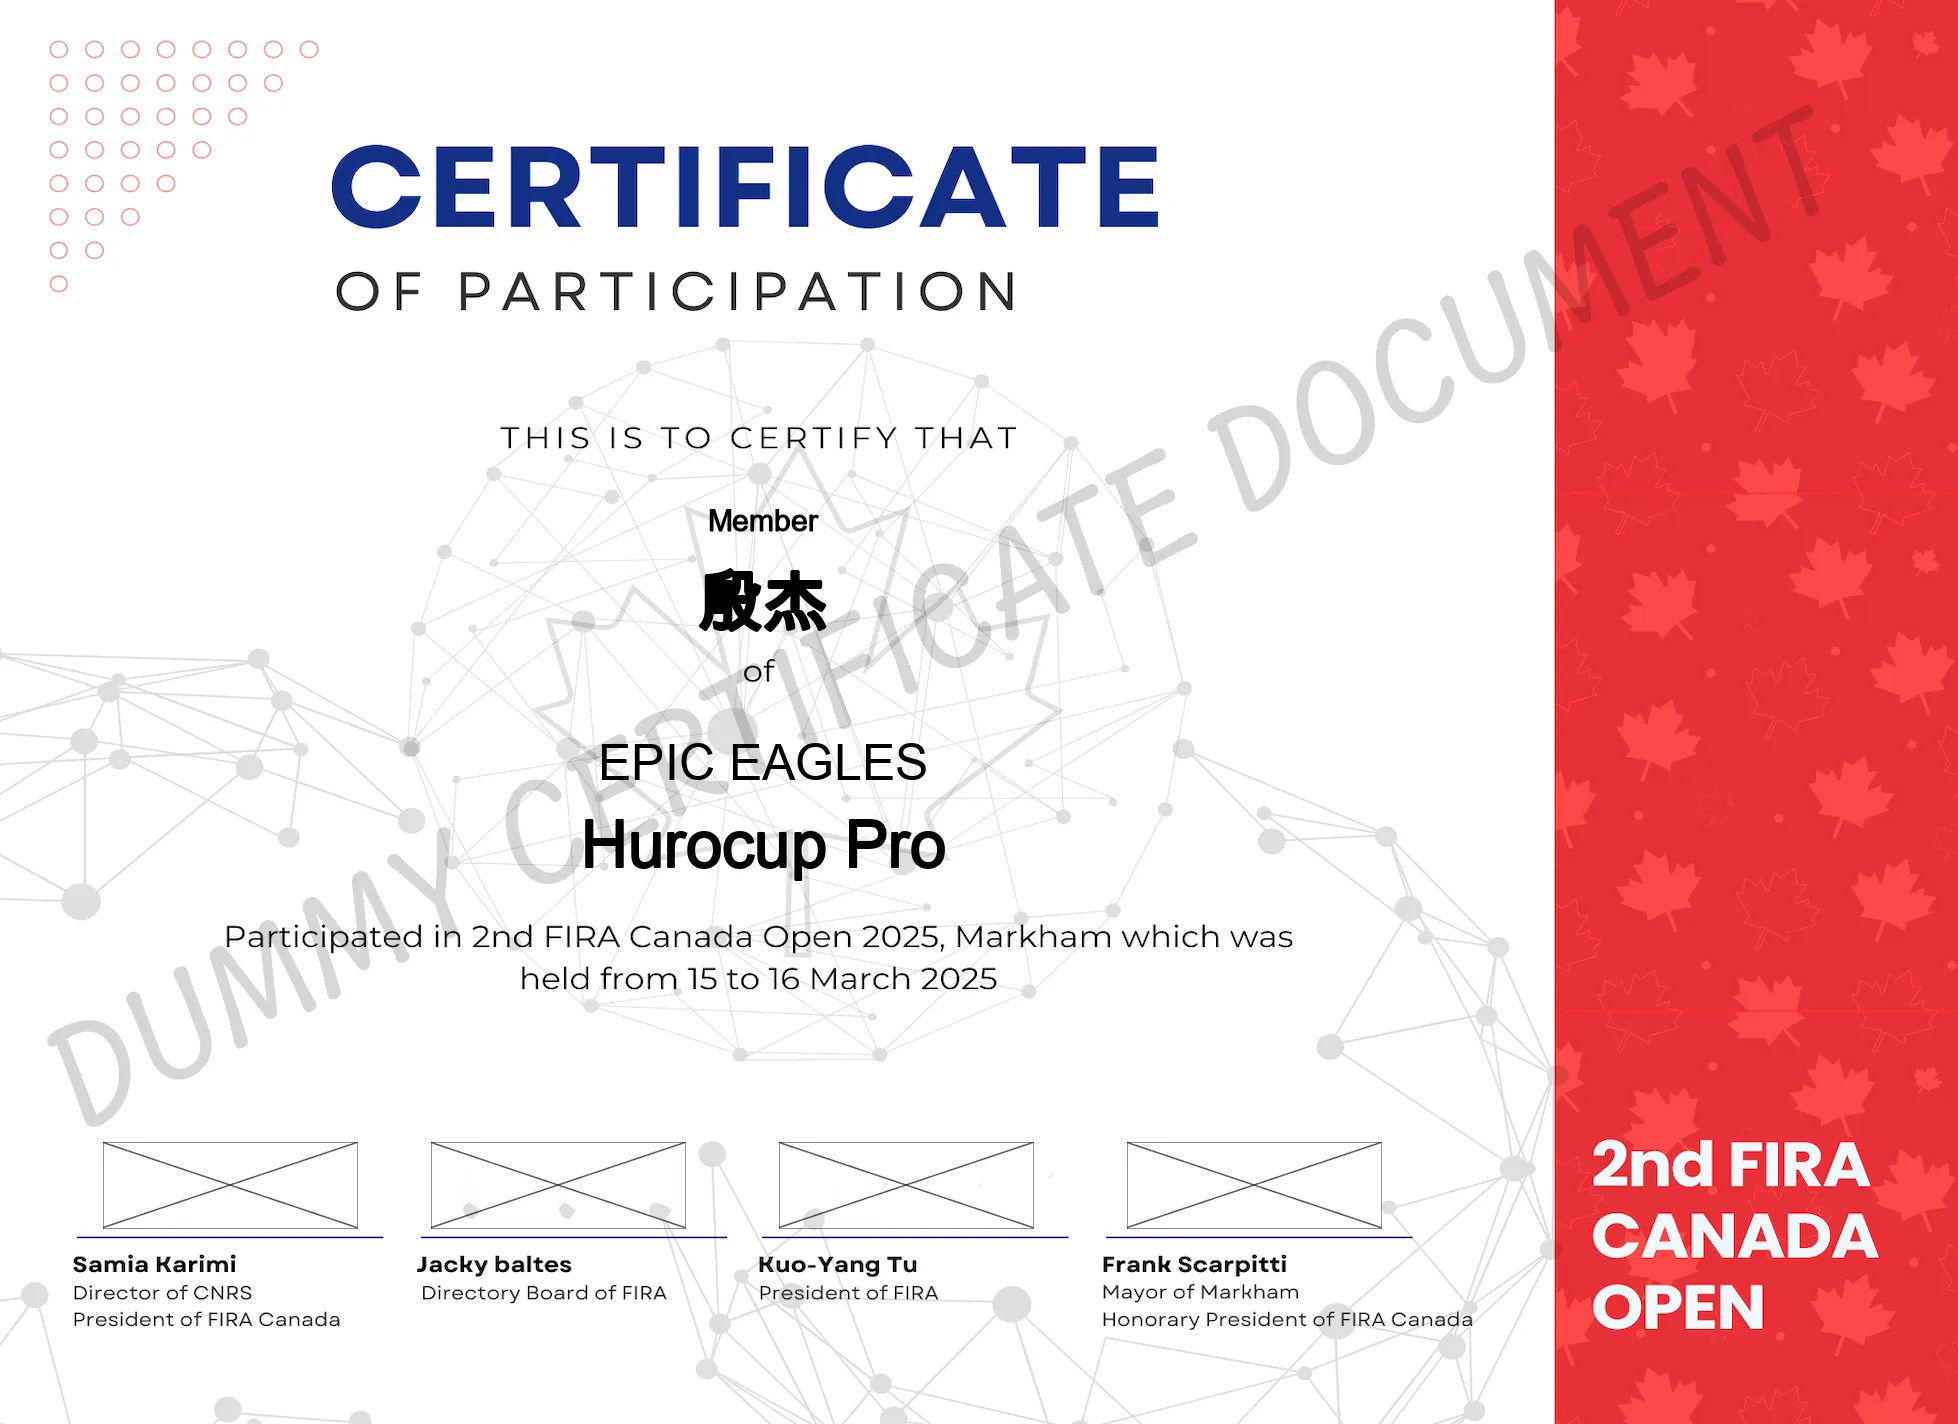 CERTIFICATE
OF PARTICIPATION
THIS IS TO CERTIFY THAT
Member
殷杰
of
EPIC EAGLES
Hurocup Pro
Participated in 2nd FIRA Canada Open 2025, Markham which was
held from 15 to 16 March 2025
DUMMY CERTIFICATE DOCUMENT
Samia Karimi
Director of CNRS
President of FIRA Canada
Jacky baltes
Directory Board of FIRA
Kuo-Yang Tu
President of FIRA
Frank Scarpitti
Mayor of Markham
Honorary President of FIRA Canada
2nd FIRA
CANADA
OPEN